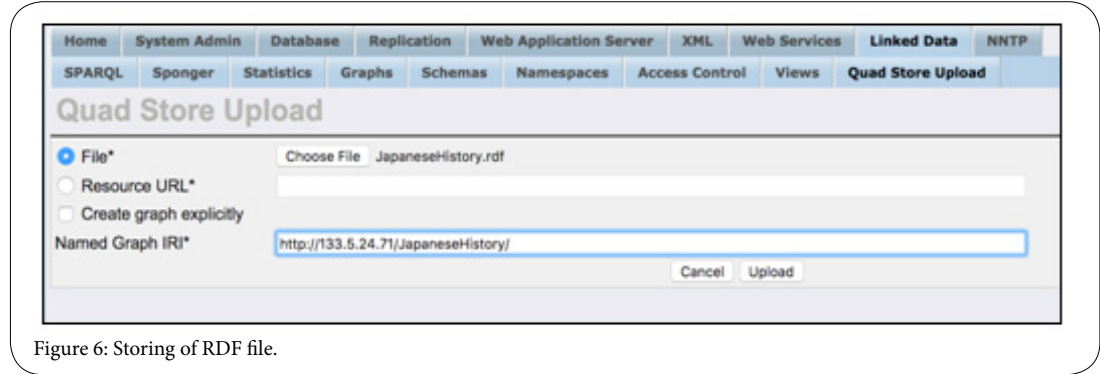 Home System Admin Database Replication Web Application Server XML Web Services Linked Data NNTP
SPARQL Sponger Statistics Graphs Schemas Namespaces Access Control Views Quad Store Upload
Quad Store Upload
File* Choose File JapaneseHistory.rdf
Resource URL*
Create graph explicitly
Named Graph IRI* http://133.5.24.71/JapaneseHistory/
Cancel Upload
Figure 6: Storing of RDF file.